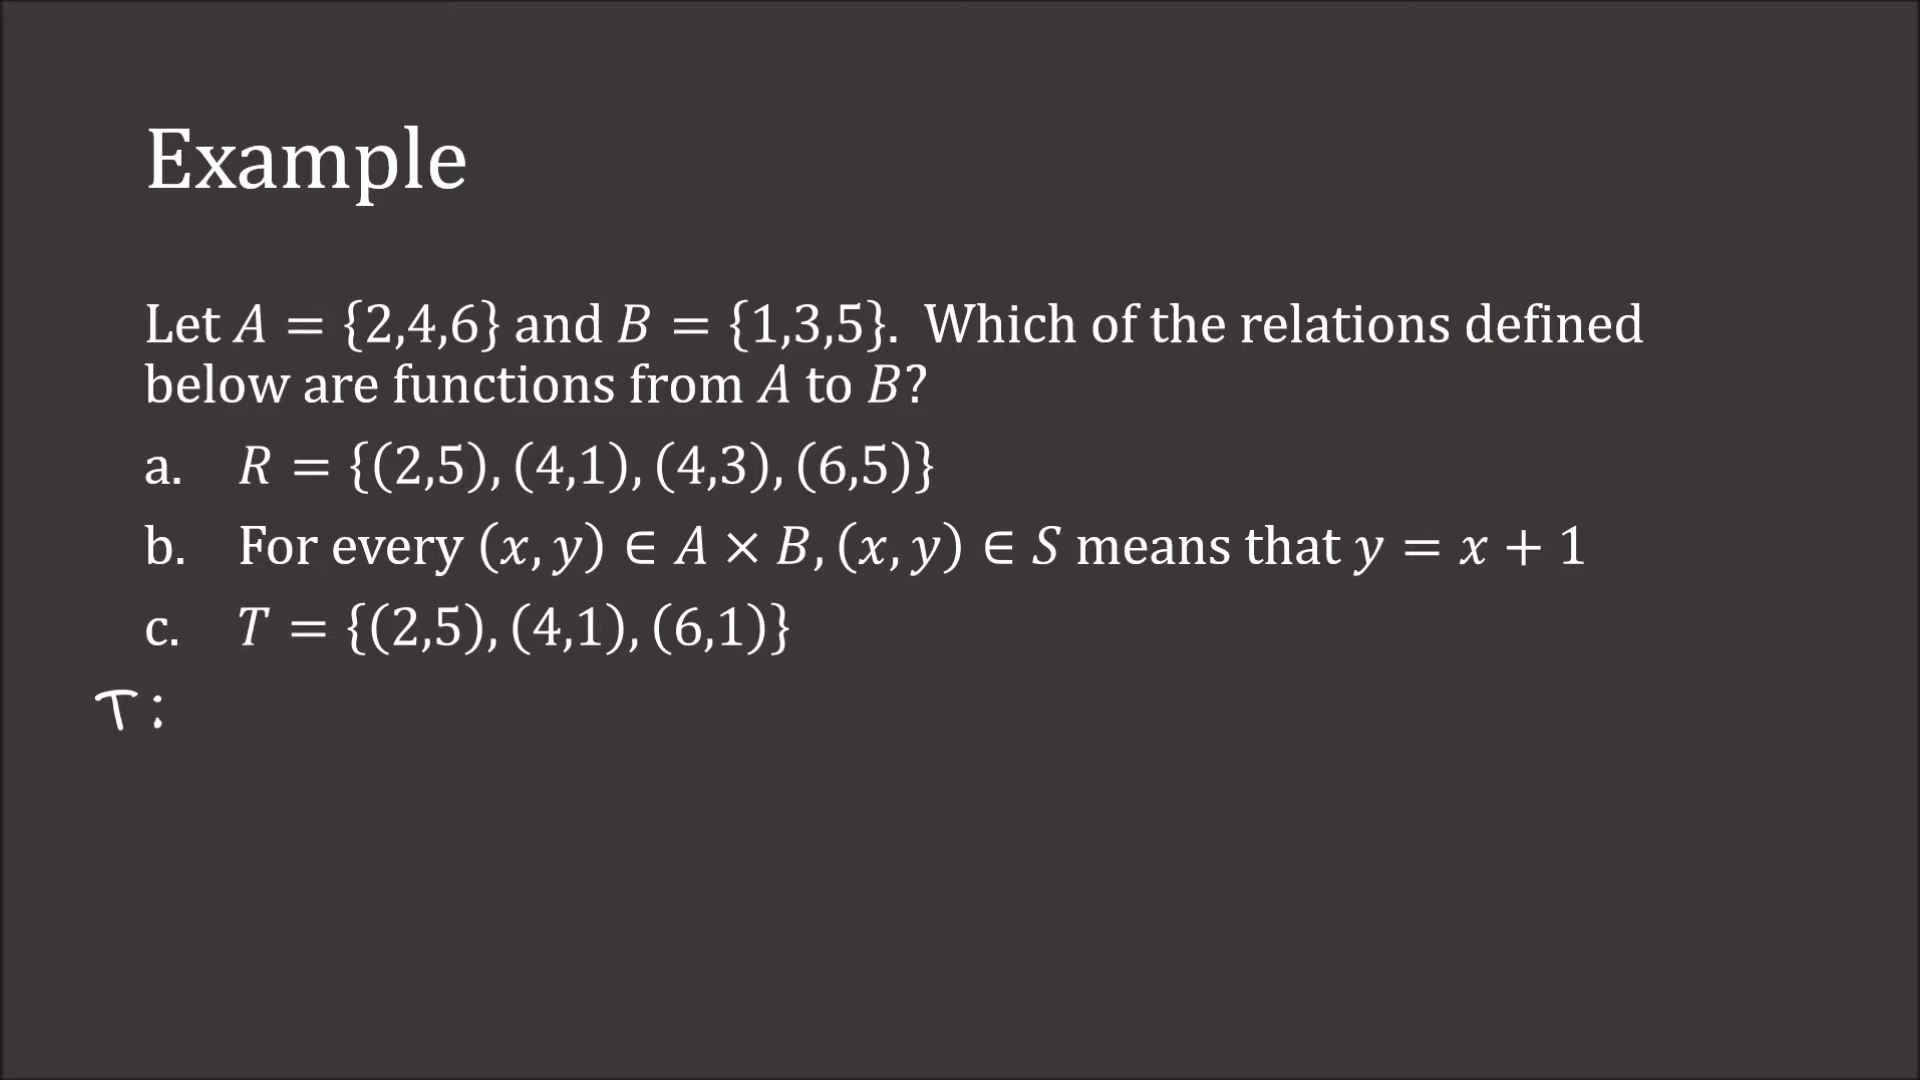 Example
Let A = {2,4,6} and B = {1,3,5}. Which of the relations defined
below are functions from A to B?
a. R = {(2,5), (4,1), (4,3), (6,5)}
b. For every (x, y) ∈ A × B, (x, y) ∈ S means that y = x + 1
c. T = {(2,5), (4,1), (6,1)}
T: